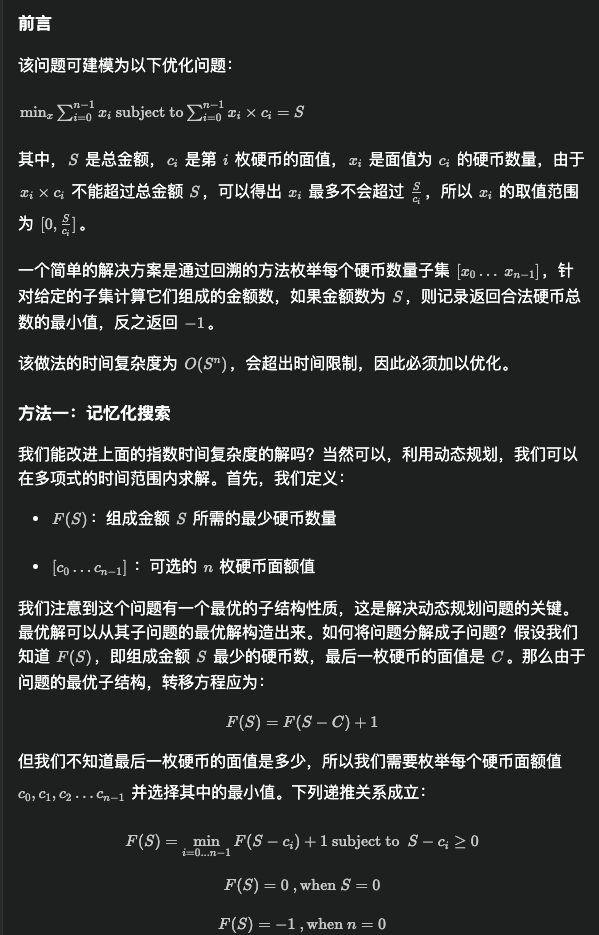 前言
该问题可建模为以下优化问题：
min_x ∑_{i=0}^{n−1} x_i subject to ∑_{i=0}^{n−1} x_i × c_i = S
其中，S 是总金额，c_i 是第 i 枚硬币的面值，x_i 是面值为 c_i 的硬币数量，由于
x_i × c_i 不能超过总金额 S，可以得出 x_i 最多不会超过 S/c_i，所以 x_i 的取值范围
为 [0, S/c_i]。
一个简单的解决方案是通过回溯的方法枚举每个硬币数量子集 [x_0 … x_{n−1}]，针
对给定的子集计算它们组成的金额数，如果金额数为 S，则记录返回合法硬币总
数的最小值，反之返回 −1。
该做法的时间复杂度为 O(S^n)，会超出时间限制，因此必须加以优化。
方法一：记忆化搜索
我们能改进上面的指数时间复杂度的解吗？当然可以，利用动态规划，我们可以
在多项式的时间范围内求解。首先，我们定义：
• F(S)：组成金额 S 所需的最少硬币数量
• [c_0 … c_{n−1}] ：可选的 n 枚硬币面额值
我们注意到这个问题有一个最优的子结构性质，这是解决动态规划问题的关键。
最优解可以从其子问题的最优解构造出来。如何将问题分解成子问题？假设我们
知道 F(S)，即组成金额 S 最少的硬币数，最后一枚硬币的面值是 C。那么由于
问题的最优子结构，转移方程应为：
F(S) = F(S − C) + 1
但我们不知道最后一枚硬币的面值是多少，所以我们需要枚举每个硬币面额值
c_0, c_1, c_2 … c_{n−1} 并选择其中的最小值。下列递推关系成立：
F(S) = min_{i=0…n−1} F(S − c_i) + 1 subject to S − c_i ≥ 0
F(S) = 0 , when S = 0
F(S) = −1 , when n = 0